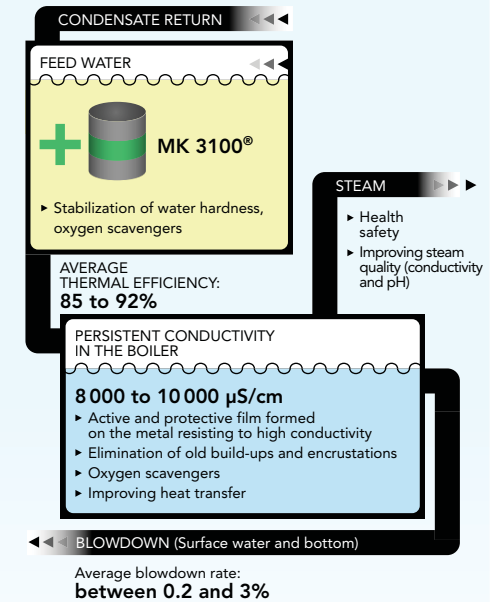 CONDENSATE RETURN
FEED WATER
MK 3100®
▸ Stabilization of water hardness,
oxygen scavengers
STEAM
▸ Health
safety
▸ Improving steam
quality (conductivity
and pH)
AVERAGE
THERMAL EFFICIENCY:
85 to 92%
PERSISTENT CONDUCTIVITY
IN THE BOILER
8 000 to 10 000 µS/cm
▸ Active and protective film formed
on the metal resisting to high conductivity
▸ Elimination of old build-ups and encrustations
▸ Oxygen scavengers
▸ Improving heat transfer
BLOWDOWN (Surface water and bottom)
Average blowdown rate:
between 0.2 and 3%